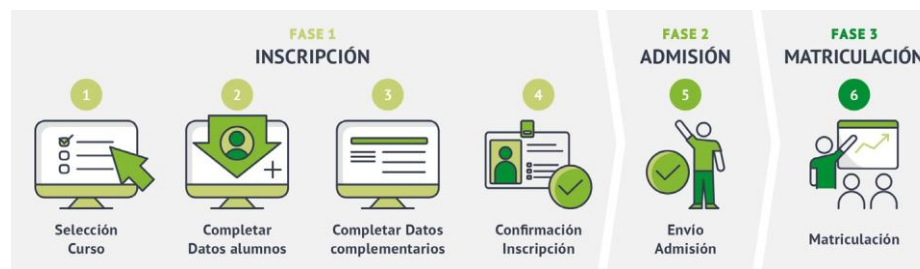 FASE 1
INSCRIPCIÓN
1
2
3
4
Selección
Curso
Completar
Datos alumnos
Completar Datos
complementarios
Confirmación
Inscripción
FASE 2
ADMISIÓN
5
Envío
Admisión
FASE 3
MATRICULACIÓN
6
Matriculación